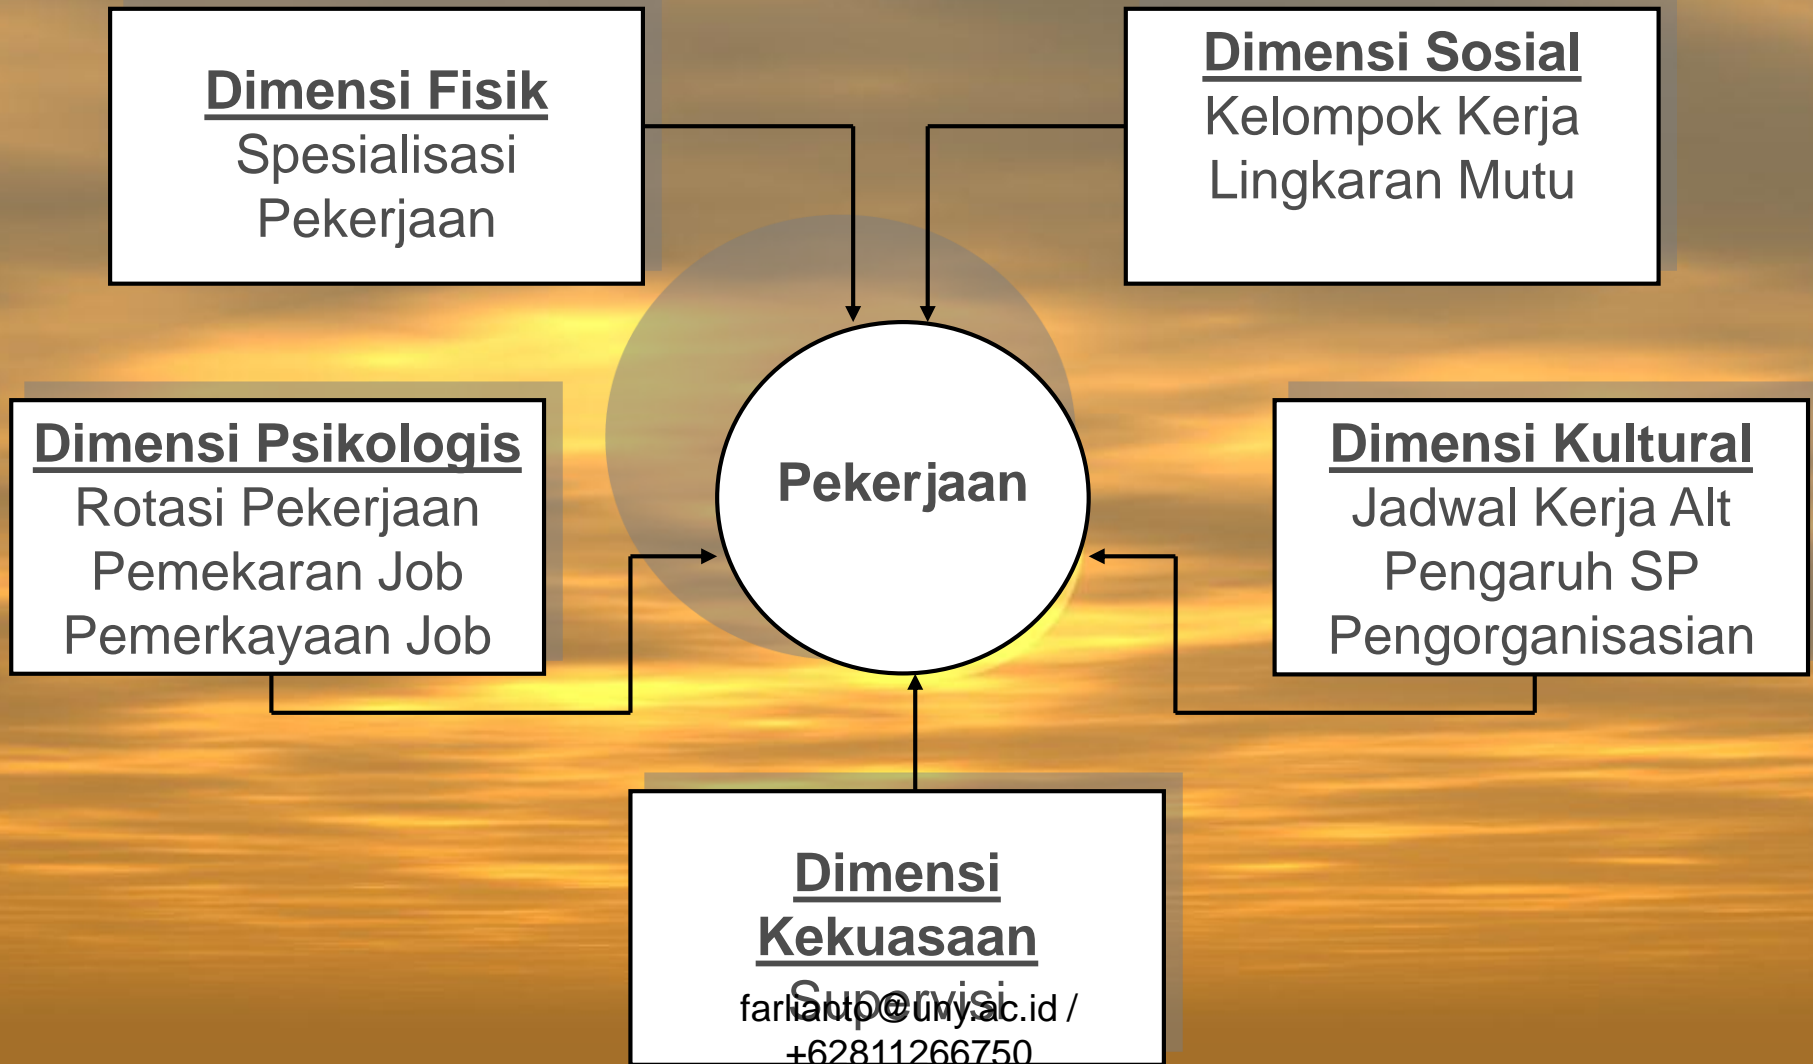 Dimensi Fisik
Spesialisasi
Pekerjaan
Dimensi Sosial
Kelompok Kerja
Lingkaran Mutu
Dimensi Psikologis
Rotasi Pekerjaan
Pemekaran Job
Pemerkayaan Job
Pekerjaan
Dimensi Kultural
Jadwal Kerja Alt
Pengaruh SP
Pengorganisasian
Dimensi
Kekuasaan
Supervisi
farlianto@uny.ac.id /
+62811266750